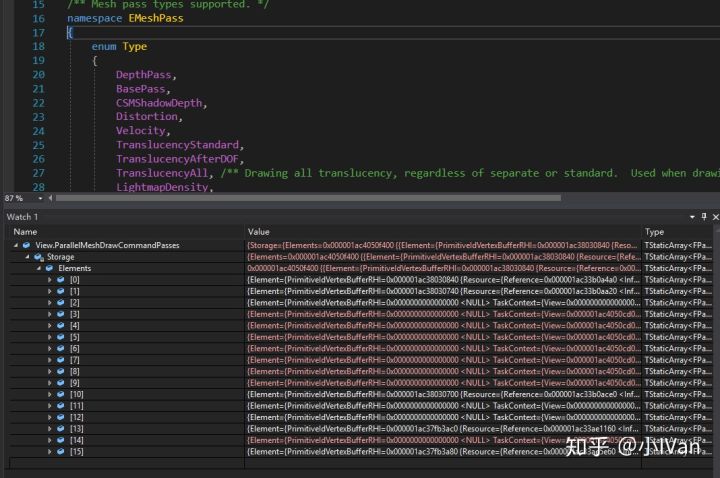 15 /** Mesh pass types supported. */
16 namespace EMeshPass
17 {
18 enum Type
19 {
20 DepthPass,
21 BasePass,
22 CSMShadowDepth,
23 Distortion,
24 Velocity,
25 TranslucencyStandard,
26 TranslucencyAfterDOF,
27 TranslucencyAll, /** Drawing all translucency, regardless of separate or standard. Used when drawi
28 LightmapDensity,
87 %
Watch 1
Name Value Type
View.ParallelMeshDrawCommandPasses {Storage={Elements=0x000001ac4050f400 {{Element={PrimitiveIdVertexBufferRHI=0x000001ac38030840 {Reso... TStaticArray<FPa...
Storage {Elements=0x000001ac4050f400 {{Element={PrimitiveIdVertexBufferRHI=0x000001ac38030840 {Resource={Refe... TStaticArray<FPa...
Elements 0x000001ac4050f400 {{Element={PrimitiveIdVertexBufferRHI=0x000001ac38030840 {Resource={Reference=0x00... TStaticArray<FPa...
[0] {Element={PrimitiveIdVertexBufferRHI=0x000001ac38030840 {Resource={Reference=0x000001ac33b0a4a0 <Inf... TStaticArray<FPa...
[1] {Element={PrimitiveIdVertexBufferRHI=0x000001ac38030740 {Resource={Reference=0x000001ac33b0aa20 <Inf... TStaticArray<FPa...
[2] {Element={PrimitiveIdVertexBufferRHI=0x0000000000000000 <NULL> TaskContext={View=0x0000000000000... TStaticArray<FPa...
[3] {Element={PrimitiveIdVertexBufferRHI=0x0000000000000000 <NULL> TaskContext={View=0x000001ac4050cd0... TStaticArray<FPa...
[4] {Element={PrimitiveIdVertexBufferRHI=0x0000000000000000 <NULL> TaskContext={View=0x000001ac4050cd0... TStaticArray<FPa...
[5] {Element={PrimitiveIdVertexBufferRHI=0x0000000000000000 <NULL> TaskContext={View=0x000001ac4050cd0... TStaticArray<FPa...
[6] {Element={PrimitiveIdVertexBufferRHI=0x0000000000000000 <NULL> TaskContext={View=0x000001ac4050cd0... TStaticArray<FPa...
[7] {Element={PrimitiveIdVertexBufferRHI=0x0000000000000000 <NULL> TaskContext={View=0x000001ac4050cd0... TStaticArray<FPa...
[8] {Element={PrimitiveIdVertexBufferRHI=0x0000000000000000 <NULL> TaskContext={View=0x000001ac4050cd0... TStaticArray<FPa...
[9] {Element={PrimitiveIdVertexBufferRHI=0x0000000000000000 <NULL> TaskContext={View=0x000001ac4050cd0... TStaticArray<FPa...
[10] {Element={PrimitiveIdVertexBufferRHI=0x000001ac38030700 {Resource={Reference=0x000001ac33b0ace0 <Inf... TStaticArray<FPa...
[11] {Element={PrimitiveIdVertexBufferRHI=0x0000000000000000 <NULL> TaskContext={View=0x0000000000000... TStaticArray<FPa...
[12] {Element={PrimitiveIdVertexBufferRHI=0x0000000000000000 <NULL> TaskContext={View=0x0000000000000... TStaticArray<FPa...
[13] {Element={PrimitiveIdVertexBufferRHI=0x000001ac37fb3ac0 {Resource={Reference=0x000001ac33ae1160 <Inf... TStaticArray<FPa...
[14] {Element={PrimitiveIdVertexBufferRHI=0x0000000000000000 <NULL> TaskContext={View=0x000001ac4050cd0... TStaticArray<FPa...
[15] {Element={PrimitiveIdVertexBufferRHI=0x000001ac37fb3a80 {Resource={Reference= <Inf... TStaticArray<FPa...
知乎 @小IVan